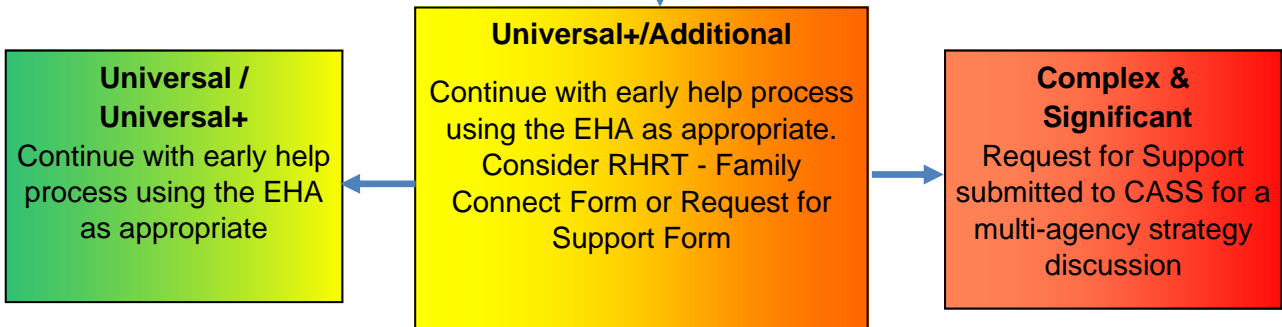 Universal /
Universal+
Continue with early help
process using the EHA
as appropriate
Universal+/Additional
Continue with early help process
using the EHA as appropriate.
Consider RHRT - Family
Connect Form or Request for
Support Form
Complex &
Significant
Request for Support
submitted to CASS for a
multi-agency strategy
discussion